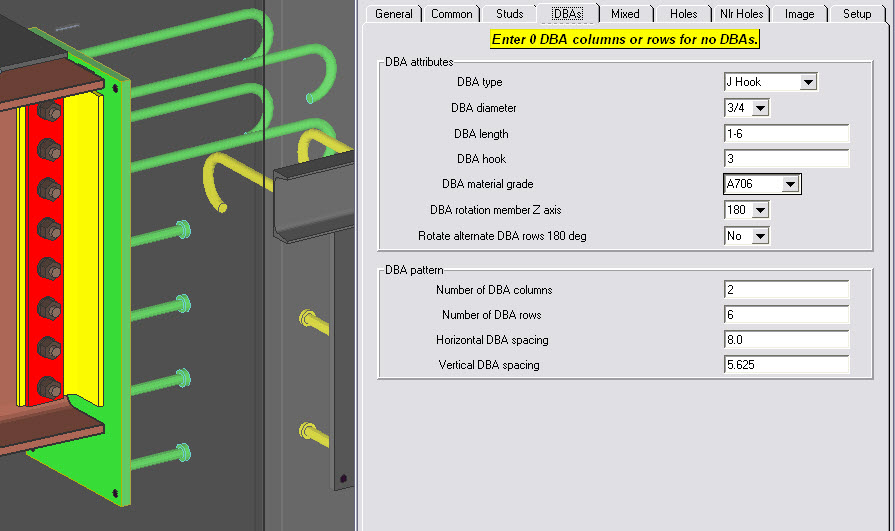 General Common Studs DBAs Mixed Holes Nlr Holes Image Setup
Enter 0 DBA columns or rows for no DBAs.
DBA attributes
DBA type J Hook
DBA diameter 3/4
DBA length 1-6
DBA hook 3
DBA material grade A706
DBA rotation member Z axis 180
Rotate alternate DBA rows 180 deg No
DBA pattern
Number of DBA columns 2
Number of DBA rows 6
Horizontal DBA spacing 8.0
Vertical DBA spacing 5.625